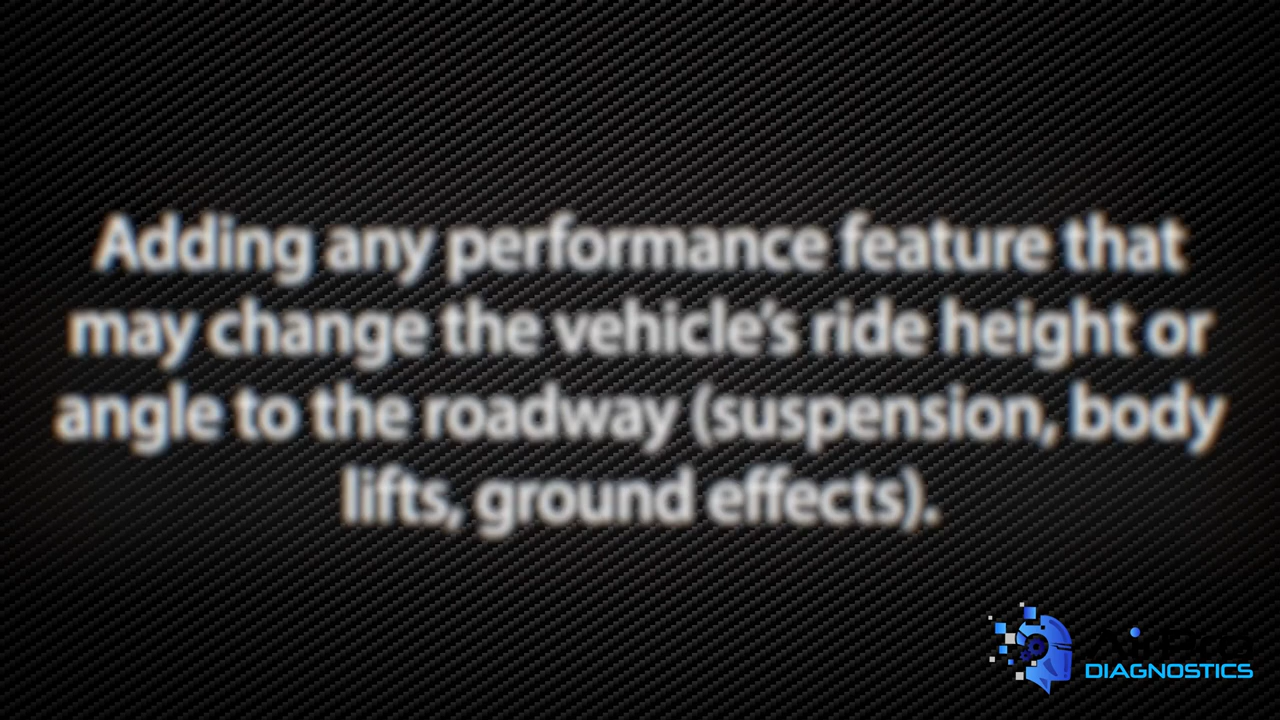 Adding any performance feature that
may change the vehicle’s ride height or
angle to the roadway (suspension, body
lifts, ground effects).
DIAGNOSTICS